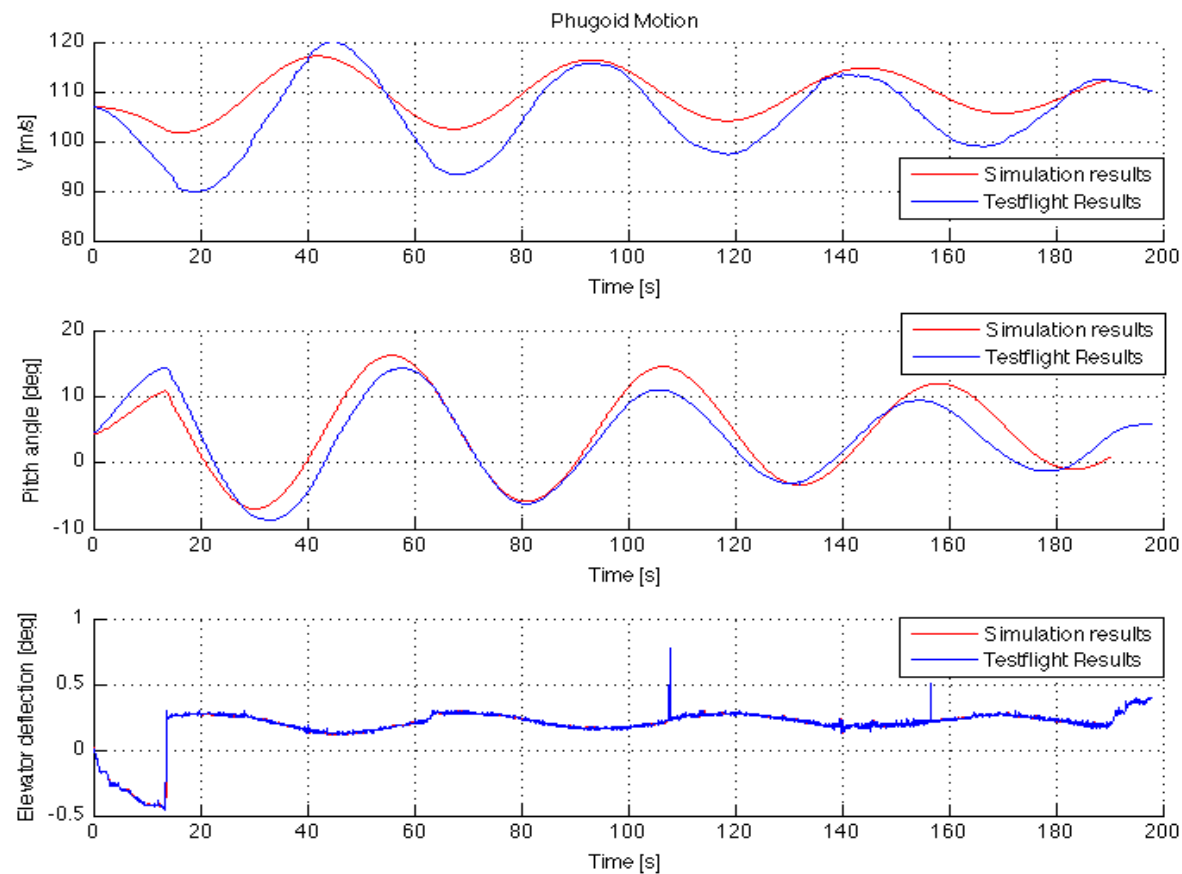 Phugoid Motion
120
110
100
90
80
V [m/s]
0 20 40 60 80 100 120 140 160 180 200
Time [s]
Simulation results
Testflight Results
20
10
0
-10
Pitch angle [deg]
0 20 40 60 80 100 120 140 160 180 200
Time [s]
Simulation results
Testflight Results
1
0.5
0
-0.5
Elevator deflection [deg]
0 20 40 60 80 100 120 140 160 180 200
Time [s]
Simulation results
Testflight Results